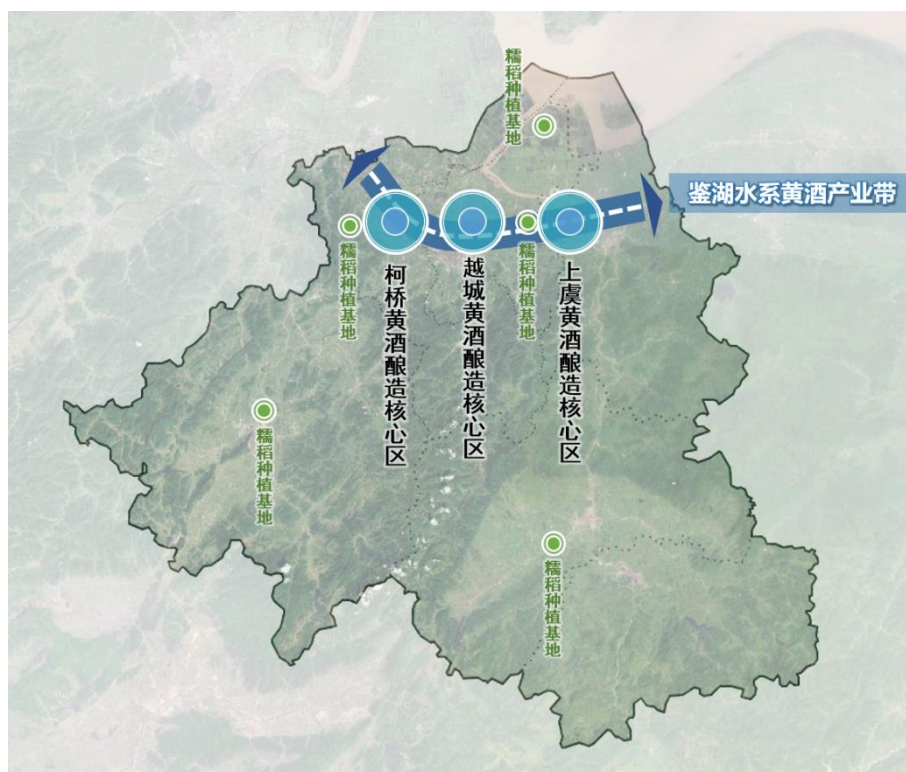 糯稻种植基地
鉴湖水系黄酒产业带
糯稻种植基地
柯桥黄酒酿造核心区
越城黄酒酿造核心区
糯稻种植基地
上虞黄酒酿造核心区
糯稻种植基地
糯稻种植基地